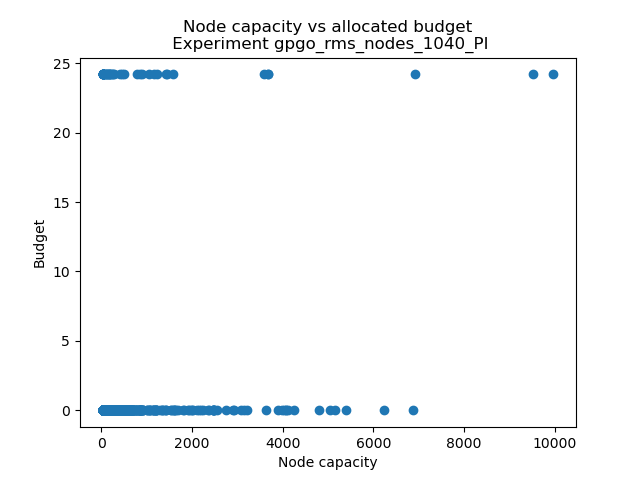 Node capacity vs allocated budget
Experiment gpgo_rms_nodes_1040_PI
25
20
15
10
5
0
Budget
0 2000 4000 6000 8000 10000
Node capacity